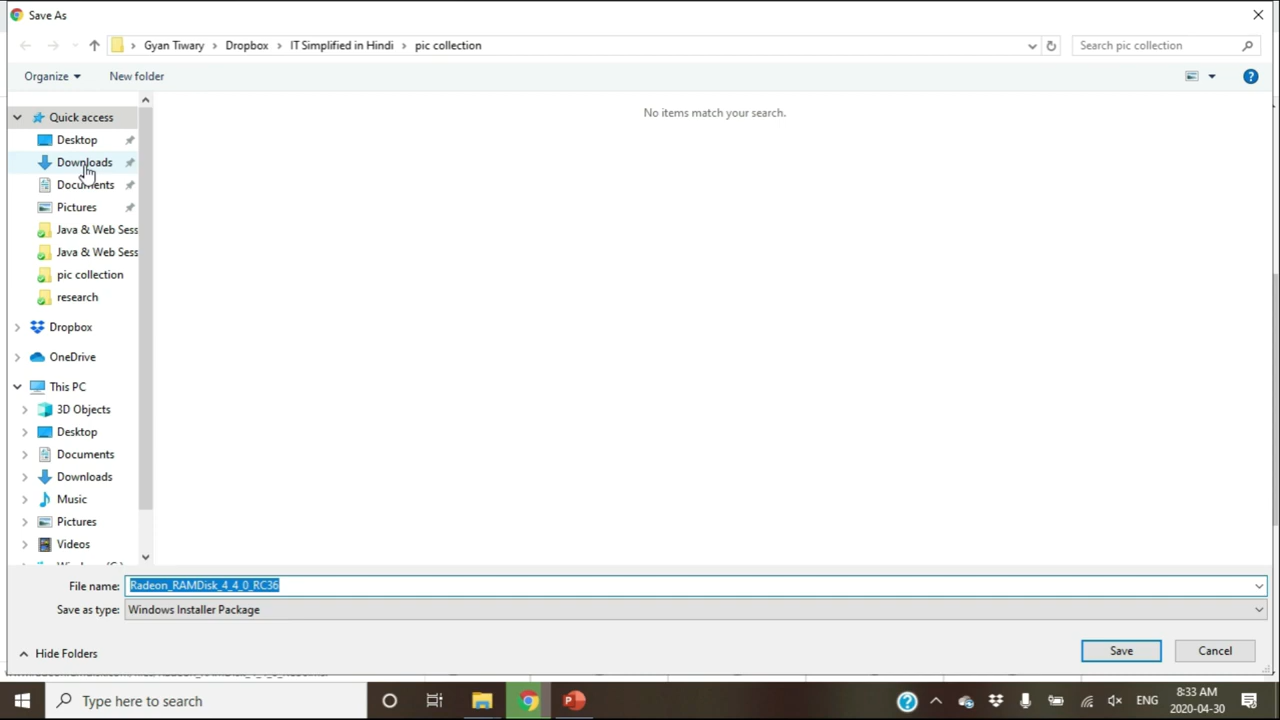 Save As
Gyan Tiwary > Dropbox > IT Simplified in Hindi > pic collection
Search pic collection
Organize
New folder
Quick access
No items match your search.
Desktop
Downloads
Documents
Pictures
Java & Web Sess
Java & Web Sess
pic collection
research
Dropbox
OneDrive
This PC
3D Objects
Desktop
Documents
Downloads
Music
Pictures
Videos
File name: Radeon_RAMDisk_4_4_0_RC36
Save as type: Windows Installer Package
Hide Folders
Save
Cancel
Type here to search
ENG
8:33 AM
2020-04-30